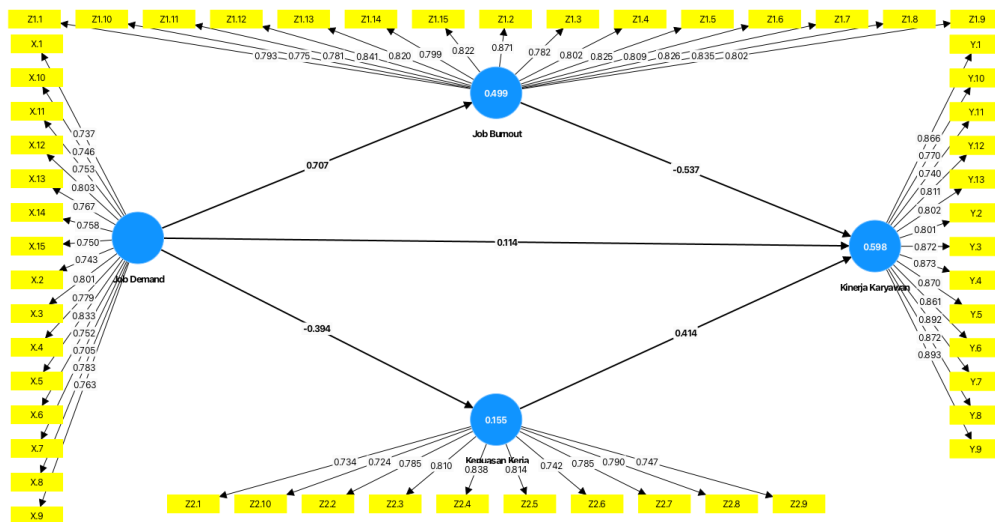 Z1.1 Z1.10 Z1.11 Z1.12 Z1.13 Z1.14 Z1.15 Z1.2 Z1.3 Z1.4 Z1.5 Z1.6 Z1.7 Z1.8 Z1.9
0.793 0.775 0.781 0.841 0.820 0.799 0.822 0.871 0.782 0.802 0.825 0.809 0.826 0.835 0.802
0.499
Job Burnout
X.1
X.10
X.11
X.12
X.13
X.14
X.15
X.2
X.3
X.4
X.5
X.6
X.7
X.8
X.9
0.737
0.746
0.753
0.803
0.767
0.758
0.750
0.743
0.801
0.779
0.833
0.752
0.705
0.783
0.763
Job Demand
0.707
-0.537
0.114
-0.394
0.414
0.598
Kinerja Karyawan
0.866
0.770
0.740
0.811
0.802
0.801
0.872
0.873
0.870
0.861
0.892
0.872
0.893
Y.1
Y.10
Y.11
Y.12
Y.13
Y.2
Y.3
Y.4
Y.5
Y.6
Y.7
Y.8
Y.9
0.155
Kepuasan Kerja
0.734 0.724 0.785 0.810 0.838 0.814 0.742 0.785 0.790 0.747
Z2.1 Z2.10 Z2.2 Z2.3 Z2.4 Z2.5 Z2.6 Z2.7 Z2.8 Z2.9